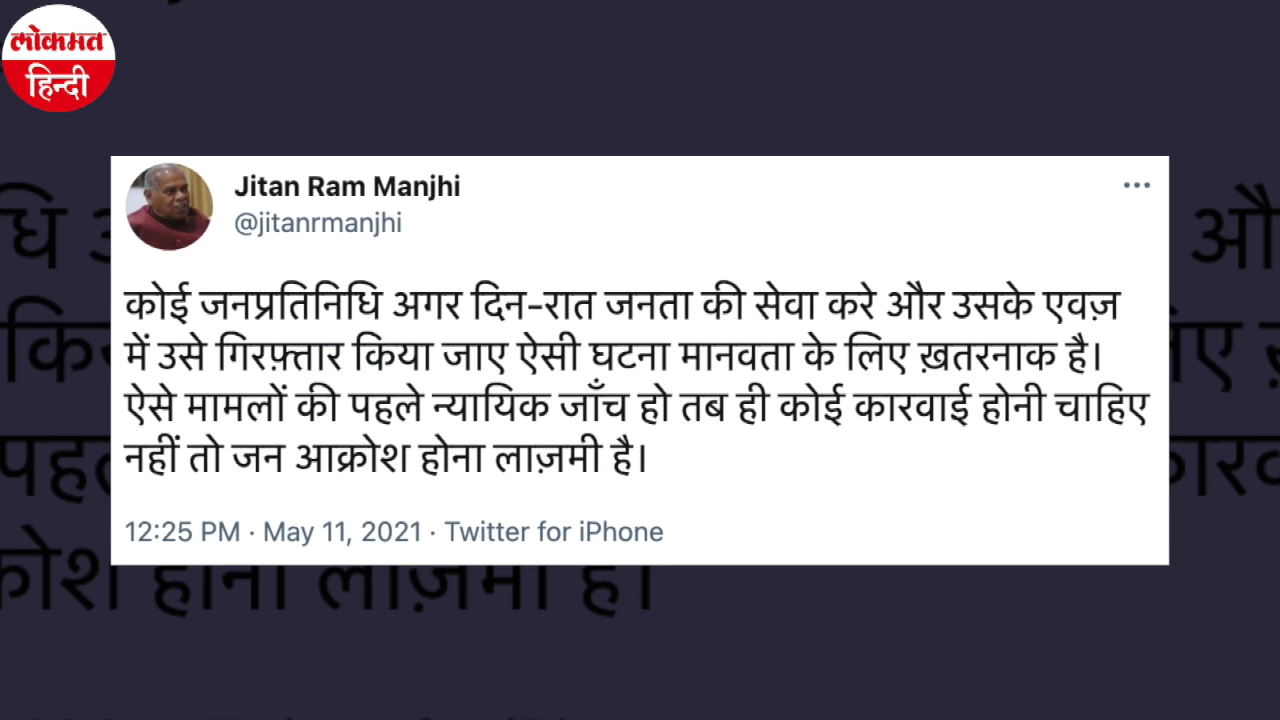 लोकमत
हिन्दी
Jitan Ram Manjhi
@jitanrmanjhi
कोई जनप्रतिनिधि अगर दिन-रात जनता की सेवा करे और उसके एवज़
में उसे गिरफ़्तार किया जाए ऐसी घटना मानवता के लिए ख़तरनाक है।
ऐसे मामलों की पहले न्यायिक जाँच हो तब ही कोई कारवाई होनी चाहिए
नहीं तो जन आक्रोश होना लाज़मी है।
12:25 PM · May 11, 2021 · Twitter for iPhone